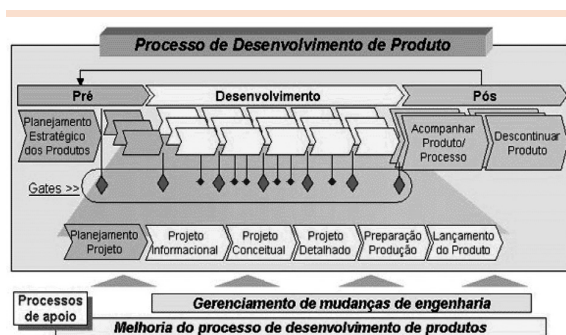 Processo de Desenvolvimento de Produto
Pré
Desenvolvimento
Pós
Planejamento
Estratégico
dos Produtos
Acompanhar
Produto/
Processo
Descontinuar
Produto
Gates >>
Planejamento
Projeto
Projeto
Informacional
Projeto
Conceitual
Projeto
Detalhado
Preparação
Produção
Lançamento
do Produto
Processos
de apoio
Gerenciamento de mudanças de engenharia
Melhoria do processo de desenvolvimento de produtos